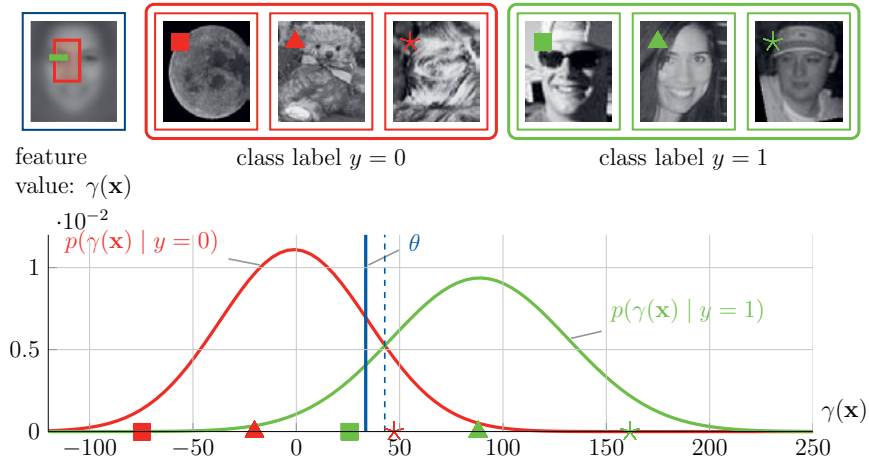 feature
value: γ(x)
class label y = 0
class label y = 1
·10⁻²
p(γ(x) | y = 0)
θ
p(γ(x) | y = 1)
1
0.5
0
γ(x)
−100 −50 0 50 100 150 200 250